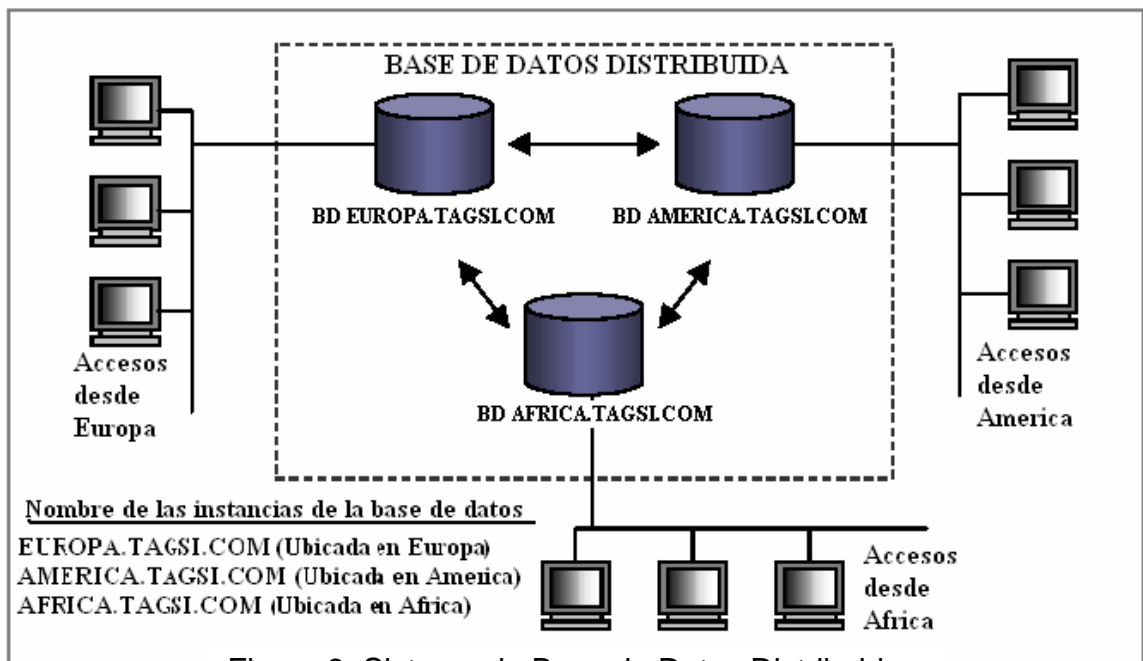 BASE DE DATOS DISTRIBUIDA
BD EUROPA.TAGSI.COM
BD AMERICA.TAGSI.COM
BD AFRICA.TAGSI.COM
Accesos
desde
Europa
Accesos
desde
America
Nombre de las instancias de la base de datos
EUROPA.TAGSI.COM (Ubicada en Europa)
AMERICA.TAGSI.COM (Ubicada en America)
AFRICA.TAGSI.COM (Ubicada en Africa)
Accesos
desde
Africa